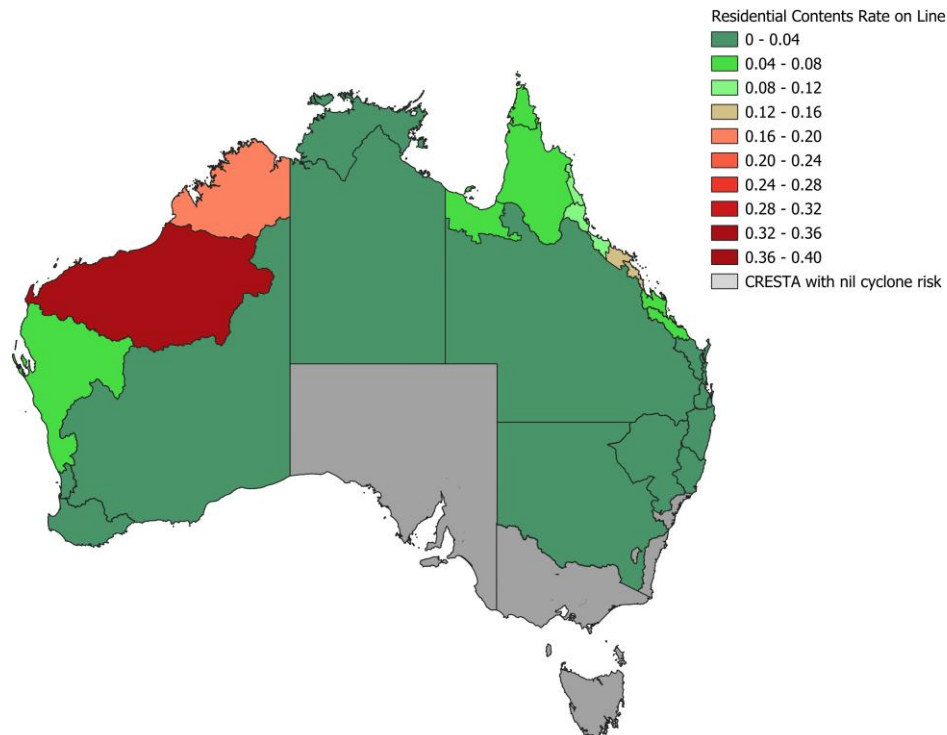 Residential Contents Rate on Line
0 - 0.04
0.04 - 0.08
0.08 - 0.12
0.12 - 0.16
0.16 - 0.20
0.20 - 0.24
0.24 - 0.28
0.28 - 0.32
0.32 - 0.36
0.36 - 0.40
CRESTA with nil cyclone risk